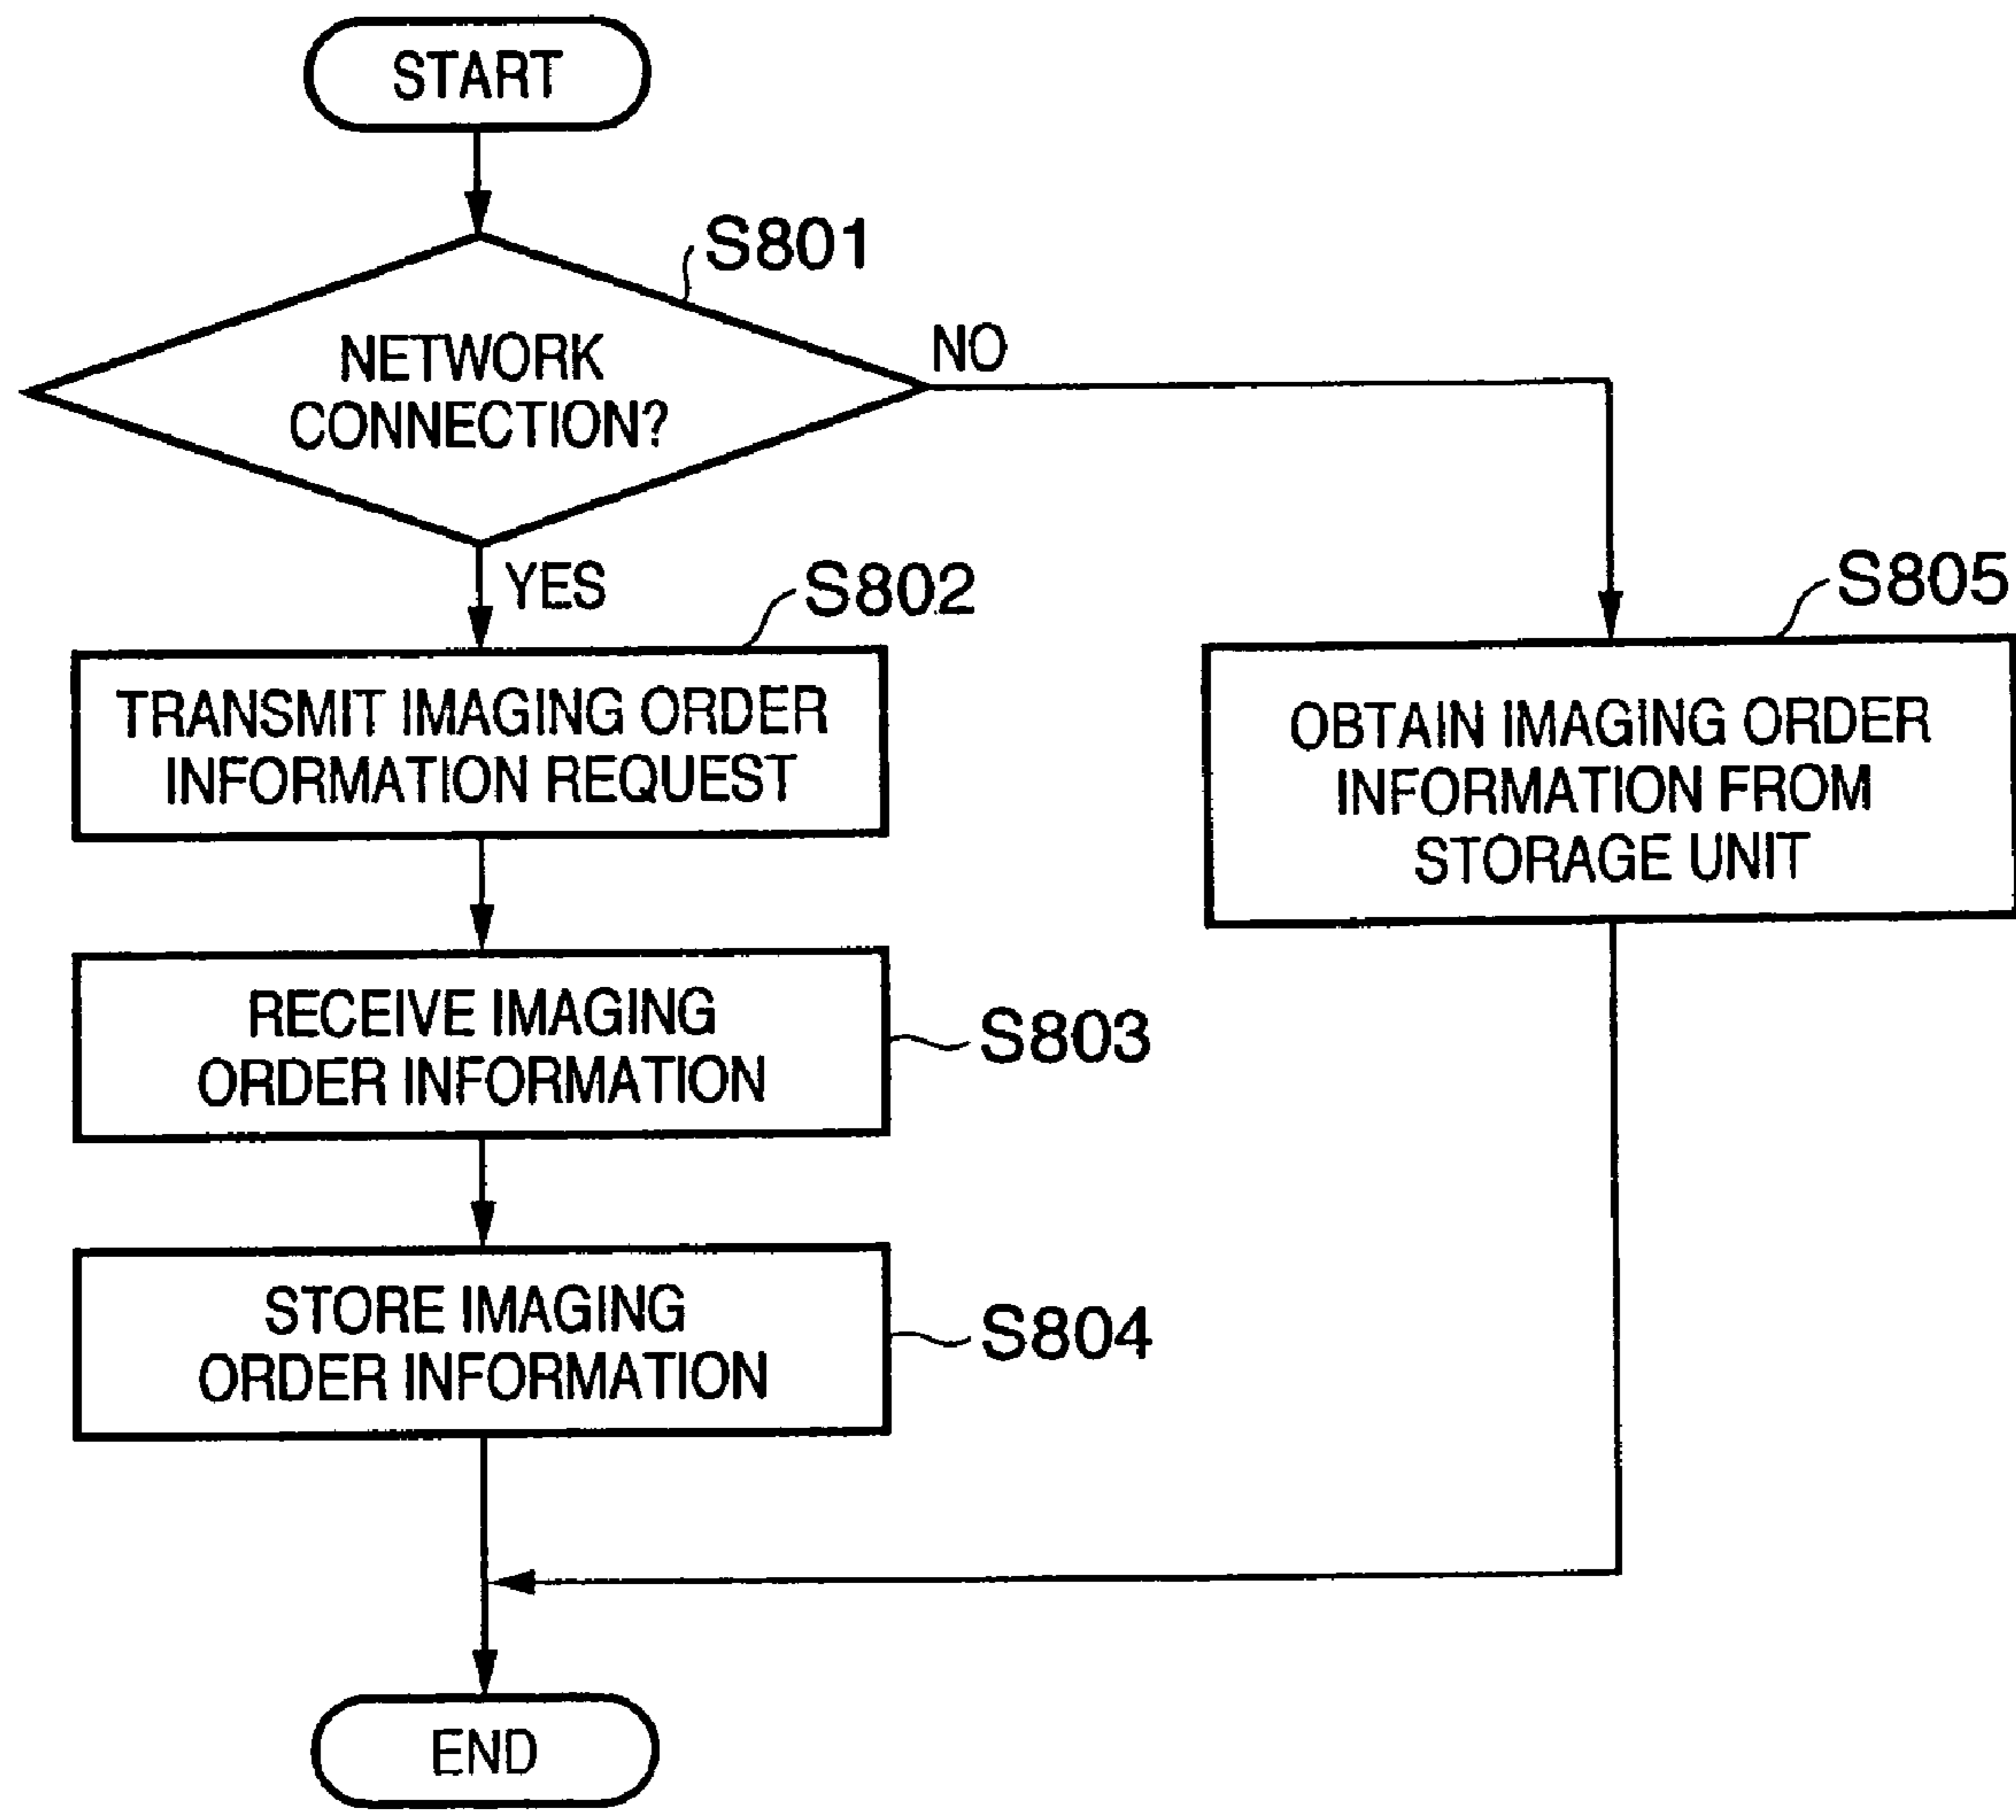 START
S801
NETWORK
CONNECTION?
NO
YES
S802
TRANSMIT IMAGING ORDER
INFORMATION REQUEST
S805
OBTAIN IMAGING ORDER
INFORMATION FROM
STORAGE UNIT
RECEIVE IMAGING
ORDER INFORMATION
S803
STORE IMAGING
ORDER INFORMATION
S804
END